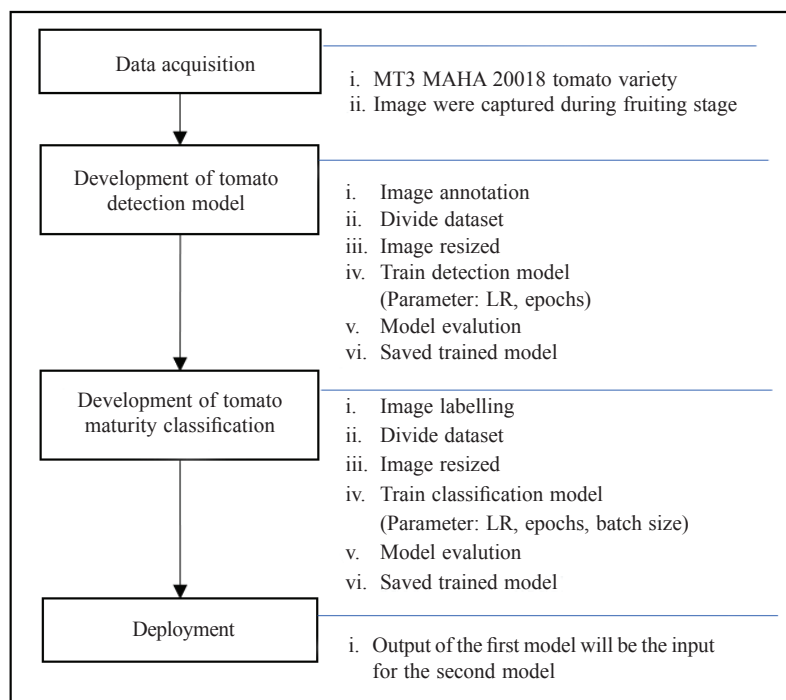 Data acquisition
i. MT3 MAHA 20018 tomato variety
ii. Image were captured during fruiting stage
Development of tomato
detection model
i. Image annotation
ii. Divide dataset
iii. Image resized
iv. Train detection model
(Parameter: LR, epochs)
v. Model evalution
vi. Saved trained model
Development of tomato
maturity classification
i. Image labelling
ii. Divide dataset
iii. Image resized
iv. Train classification model
(Parameter: LR, epochs, batch size)
v. Model evalution
vi. Saved trained model
Deployment
i. Output of the first model will be the input
for the second model